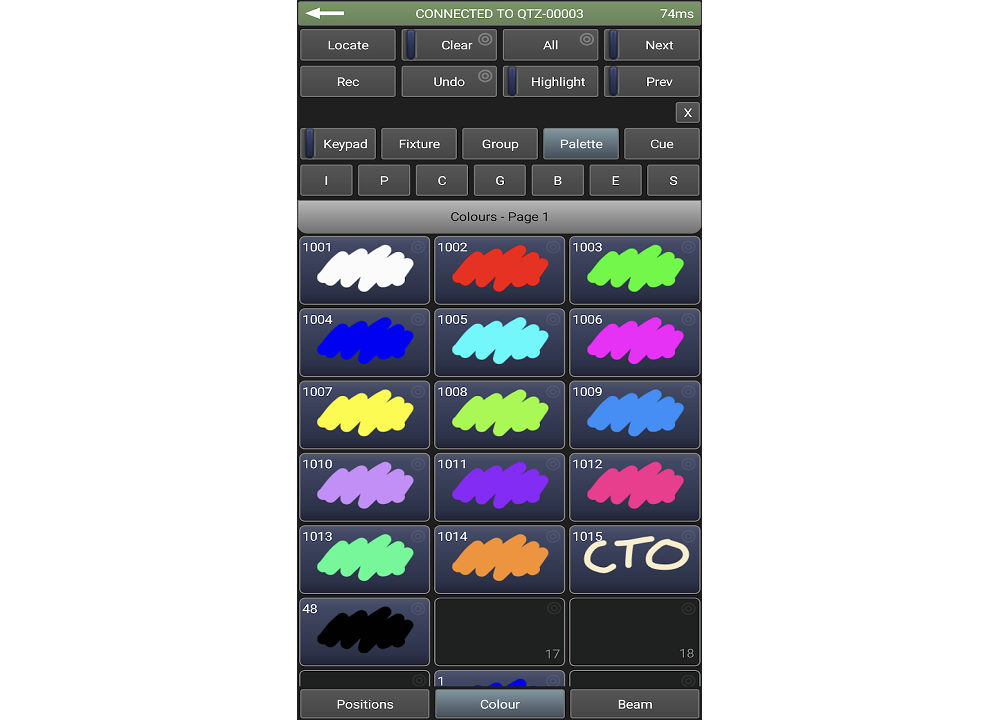 CONNECTED TO QTZ-00003 74ms
Locate Clear All Next
Rec Undo Highlight Prev
X
Keypad Fixture Group Palette Cue
I P C G B E S
Colours - Page 1
1001 1002 1003
1004 1005 1006
1007 1008 1009
1010 1011 1012
1013 1014 1015
CTO
48
17 18
1
Positions Colour Beam